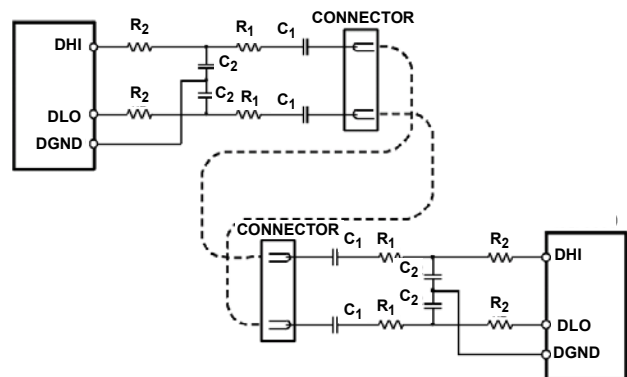 CONNECTOR
DHI R₂ R₁ C₁
C₂
DLO R₂ C₂ R₁ C₁
DGND
CONNECTOR
C₁ R₁ R₂ DHI
C₂
C₁ R₁ C₂ R₂ DLO
DGND